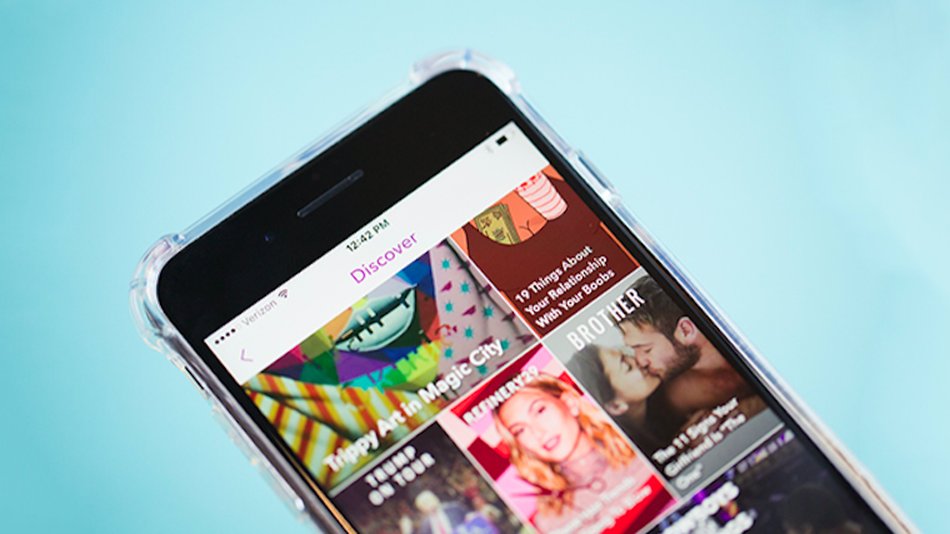 Verizon
12:42 PM
Discover
19 Things About
Your Relationship
With Your Boobs
Trippy Art in Magic City
BROTHER
The 11 Signs Your
Girlfriend is "The
One"
REFINERY29
TRUMP
ON TOUR